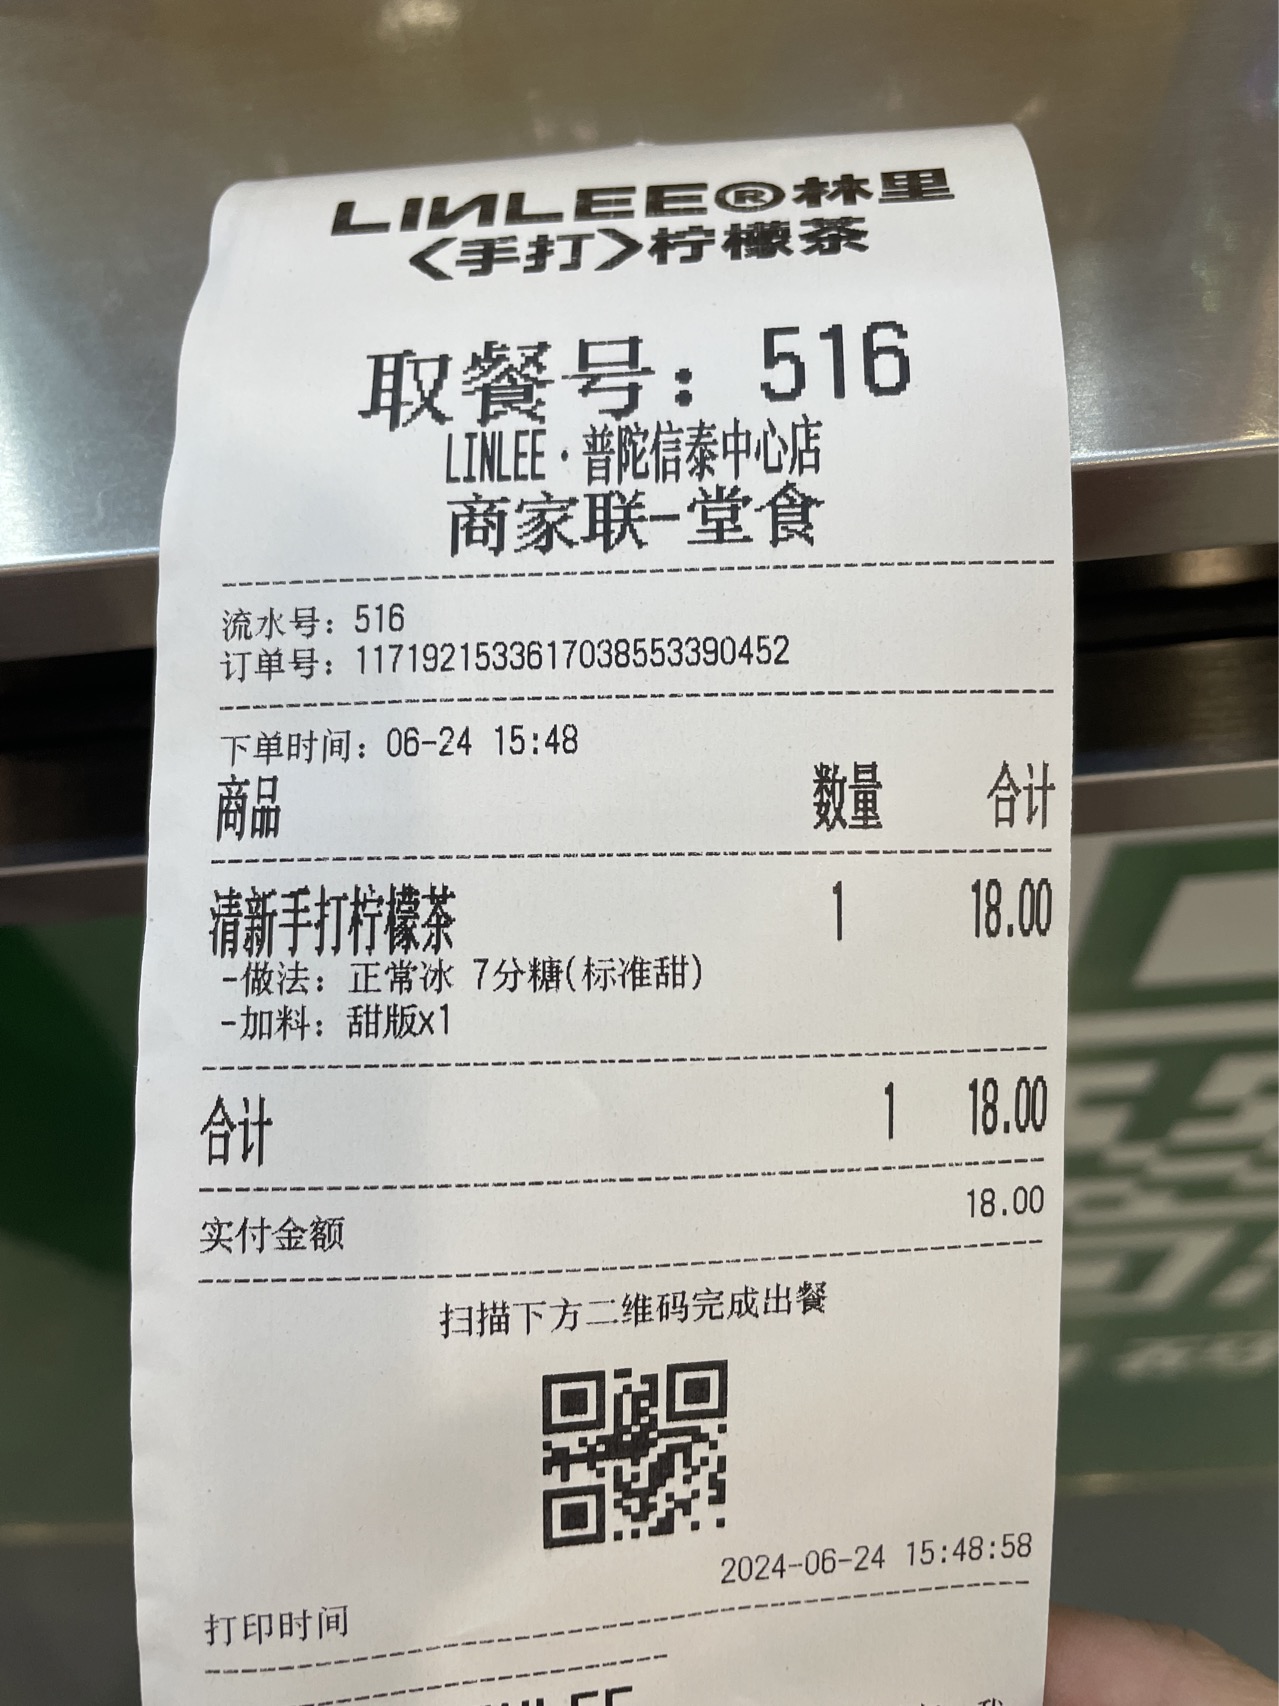 LINLEE®林里
<手打>柠檬茶
取餐号：516
LINLEE·普陀信泰中心店
商家联-堂食
流水号：516
订单号：1171921533617038553390452
下单时间：06-24 15:48
商品 数量 合计
清新手打柠檬茶 1 18.00
-做法：正常冰 7分糖(标准甜)
-加料：甜版x1
合计 1 18.00
实付金额 18.00
扫描下方二维码完成出餐
2024-06-24 15:48:58
打印时间